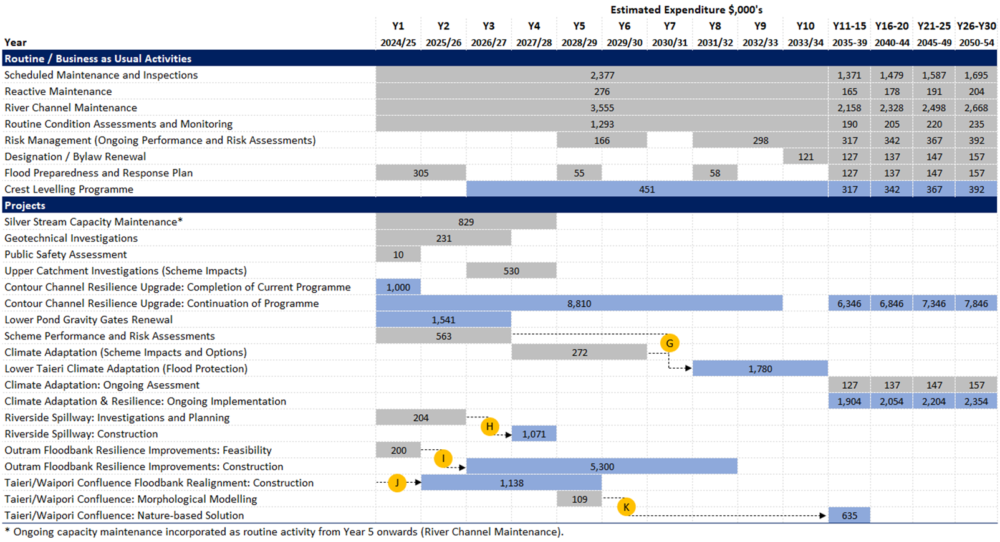 Estimated Expenditure $,000's
Y1 Y2 Y3 Y4 Y5 Y6 Y7 Y8 Y9 Y10 Y11-15 Y16-20 Y21-25 Y26-Y30
Year 2024/25 2025/26 2026/27 2027/28 2028/29 2029/30 2030/31 2031/32 2032/33 2033/34 2035-39 2040-44 2045-49 2050-54
Routine / Business as Usual Activities
Scheduled Maintenance and Inspections 2,377 1,371 1,479 1,587 1,695
Reactive Maintenance 276 165 178 191 204
River Channel Maintenance 3,555 2,158 2,328 2,498 2,668
Routine Condition Assessments and Monitoring 1,293 190 205 220 235
Risk Management (Ongoing Performance and Risk Assessments) 166 298 317 342 367 392
Designation / Bylaw Renewal 121 127 137 147 157
Flood Preparedness and Response Plan 305 55 58 127 137 147 157
Crest Levelling Programme 451 317 342 367 392
Projects
Silver Stream Capacity Maintenance* 829
Geotechnical Investigations 231
Public Safety Assessment 10
Upper Catchment Investigations (Scheme Impacts) 530
Contour Channel Resilience Upgrade: Completion of Current Programme 1,000
Contour Channel Resilience Upgrade: Continuation of Programme 8,810 6,346 6,846 7,346 7,846
Lower Pond Gravity Gates Renewal 1,541
Scheme Performance and Risk Assessments 563
G
Climate Adaptation (Scheme Impacts and Options) 272
Lower Taieri Climate Adaptation (Flood Protection) 1,780
Climate Adaptation: Ongoing Asessment 127 137 147 157
Climate Adaptation & Resilience: Ongoing Implementation 1,904 2,054 2,204 2,354
Riverside Spillway: Investigations and Planning 204
H
Riverside Spillway: Construction 1,071
Outram Floodbank Resilience Improvements: Feasibility 200
I
Outram Floodbank Resilience Improvements: Construction 5,300
Taieri/Waipori Confluence Floodbank Realignment: Construction J 1,138
Taieri/Waipori Confluence: Morphological Modelling 109
K
Taieri/Waipori Confluence: Nature-based Solution 635
* Ongoing capacity maintenance incorporated as routine activity from Year 5 onwards (River Channel Maintenance).